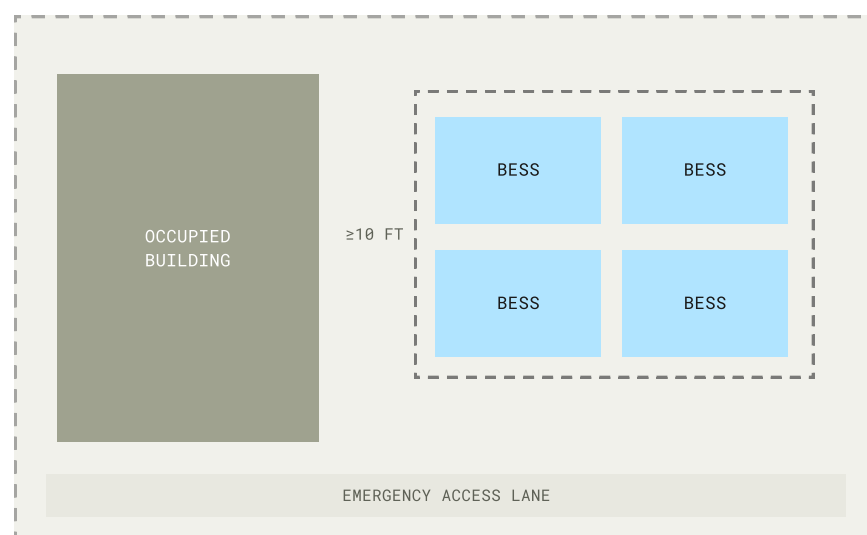 OCCUPIED
BUILDING
≥10 FT
BESS
BESS
BESS
BESS
EMERGENCY ACCESS LANE